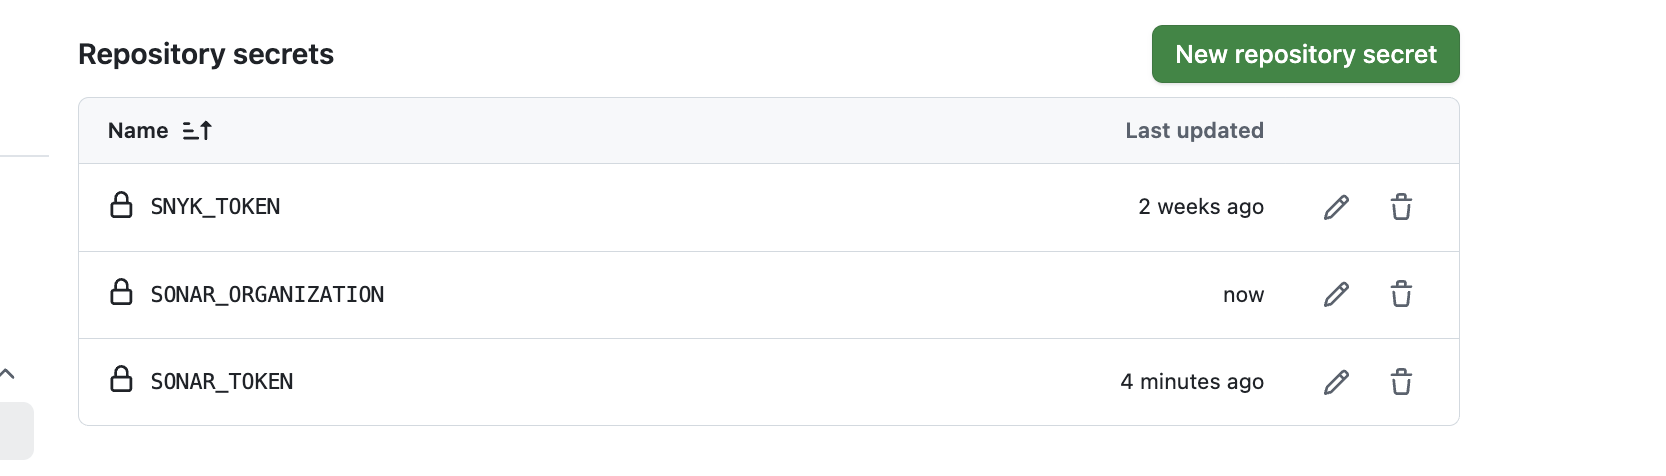 Repository secrets
New repository secret
Name
Last updated
SNYK_TOKEN
2 weeks ago
SONAR_ORGANIZATION
now
SONAR_TOKEN
4 minutes ago